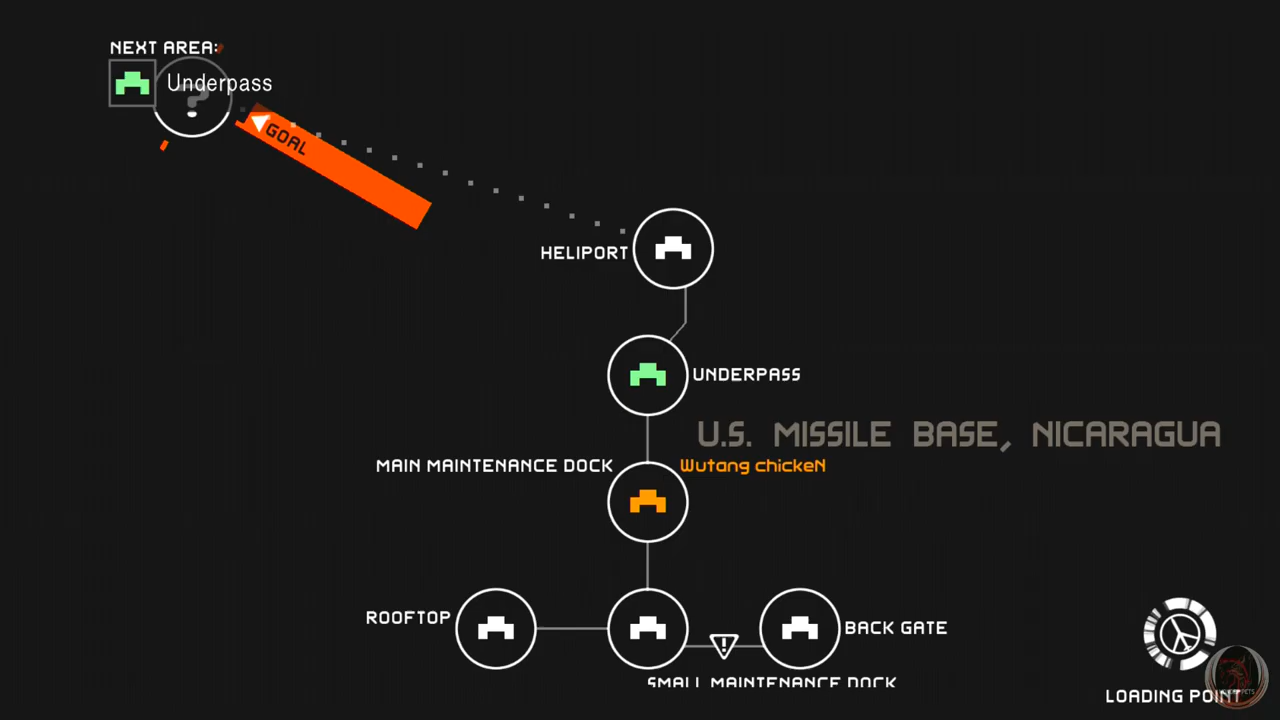 NEXT AREA:
Underpass
?
GOAL
HELIPORT
UNDERPASS
U.S. MISSILE BASE, NICARAGUA
MAIN MAINTENANCE DOCK
Wutang chickeN
ROOFTOP
BACK GATE
!
SMALL MAINTENANCE DOCK
LOADING POINT